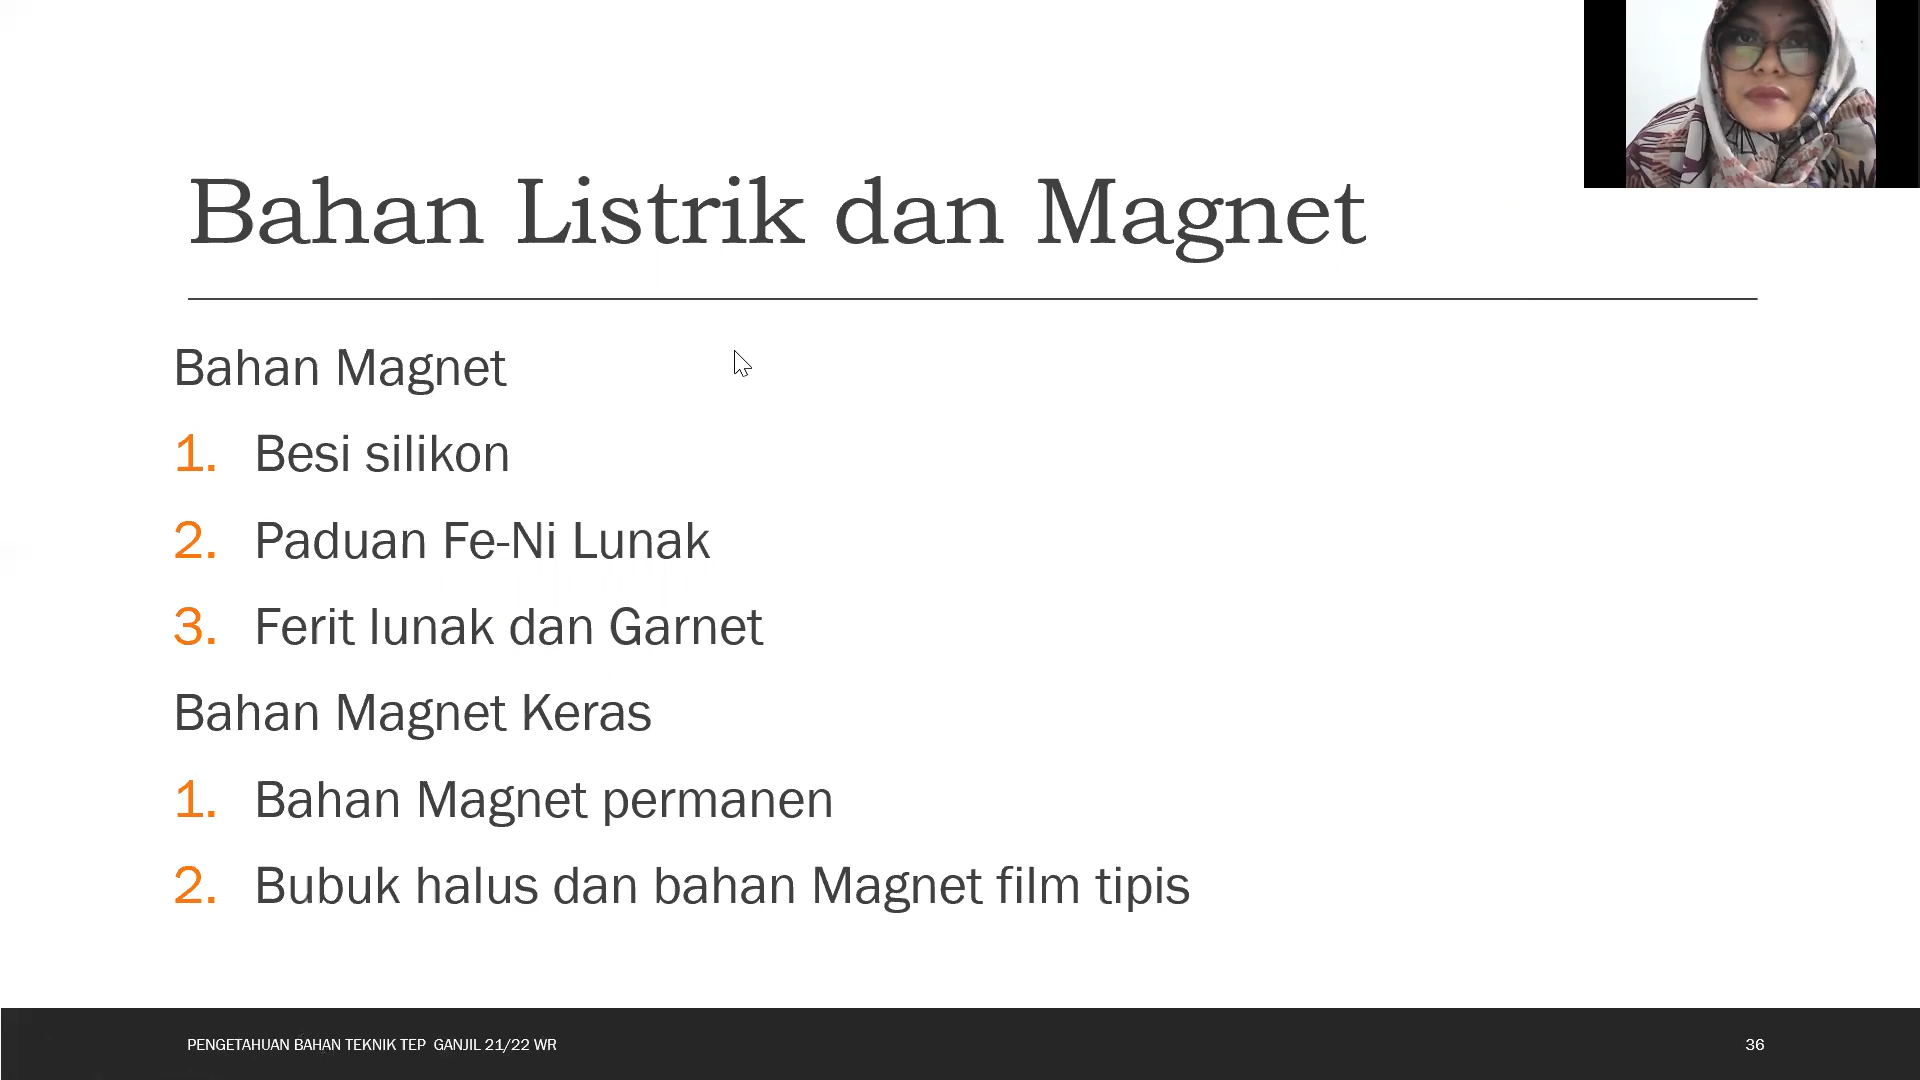 Bahan Listrik dan Magnet
Bahan Magnet
1. Besi silikon
2. Paduan Fe-Ni Lunak
3. Ferit lunak dan Garnet
Bahan Magnet Keras
1. Bahan Magnet permanen
2. Bubuk halus dan bahan Magnet film tipis
PENGETAHUAN BAHAN TEKNIK TEP GANJIL 21/22 WR
36